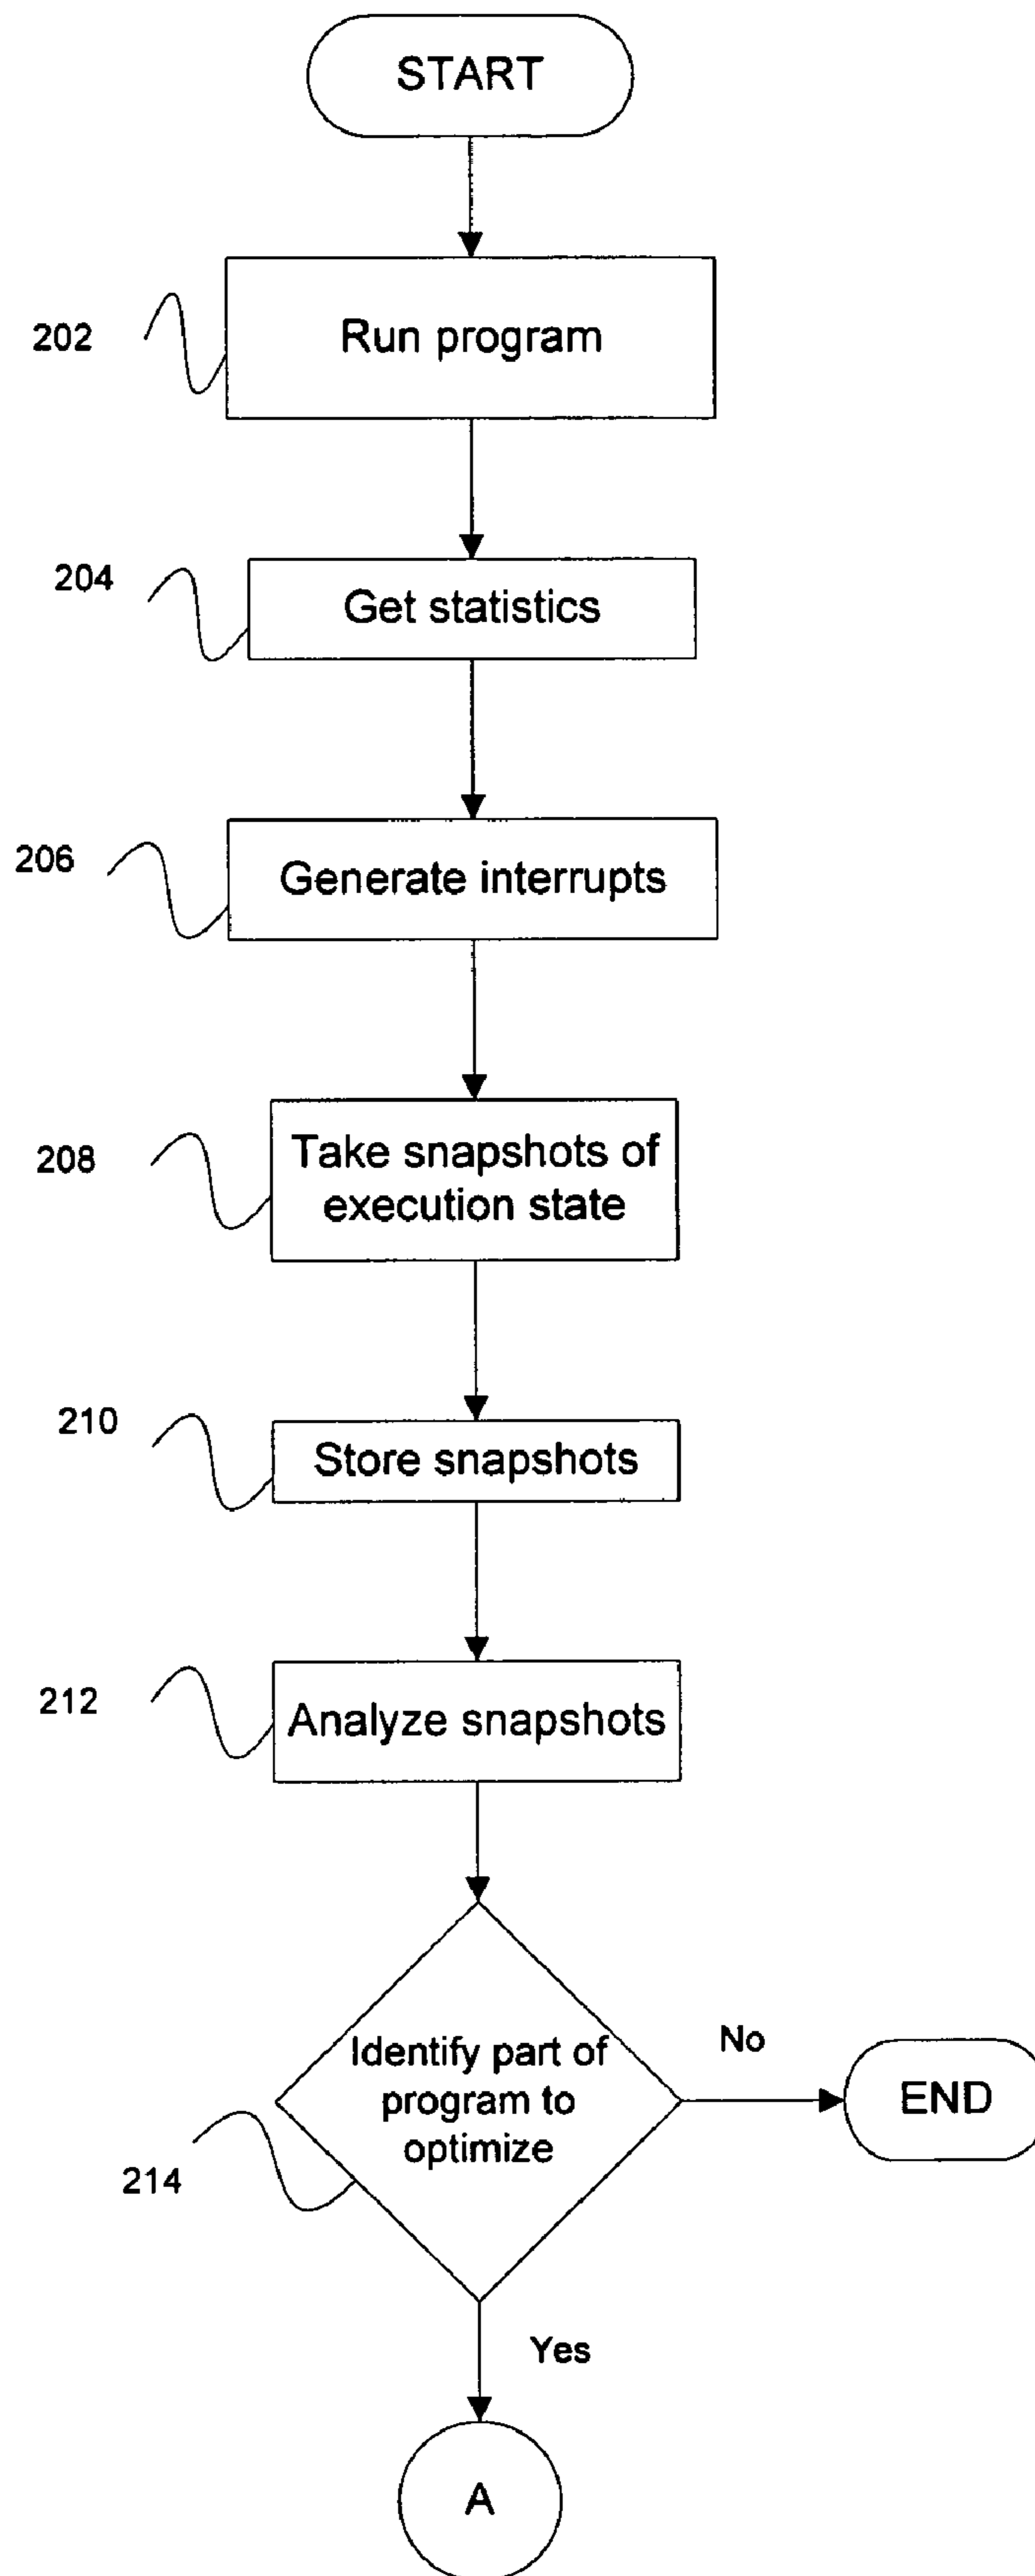 START
202
Run program
204
Get statistics
206
Generate interrupts
208
Take snapshots of
execution state
210
Store snapshots
212
Analyze snapshots
214
Identify part of
program to
optimize
No
END
Yes
A